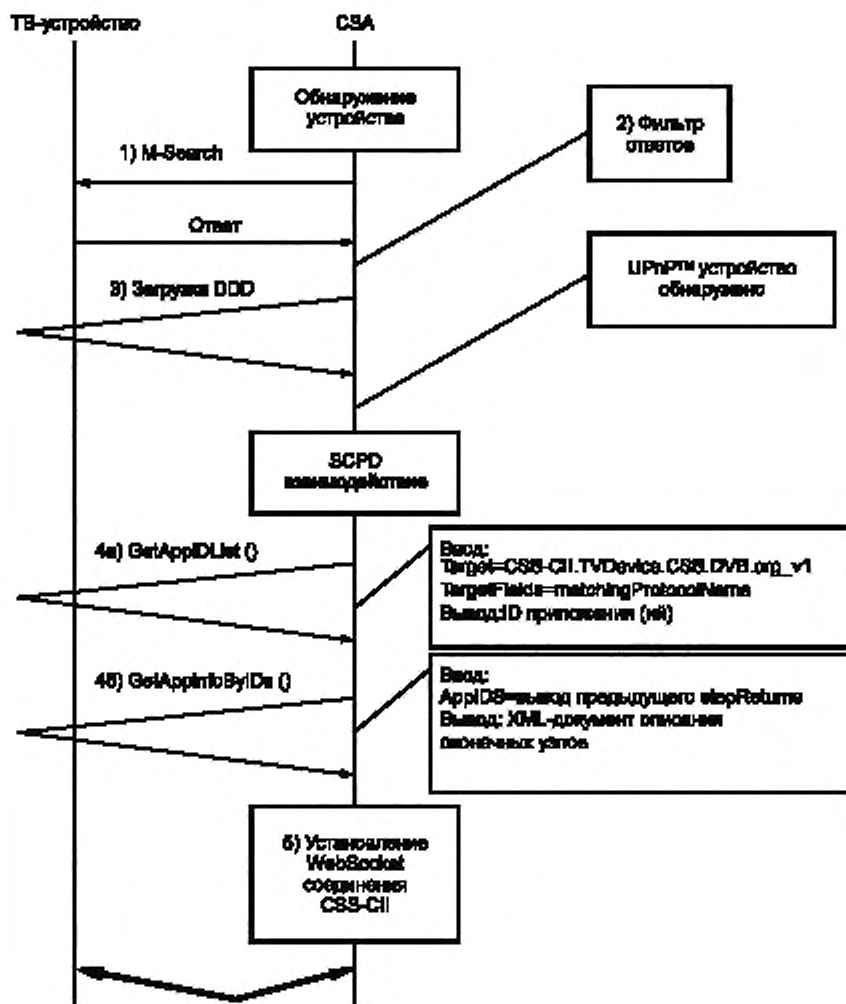 ТВ-устройство
CSA
Обнаружение
устройства
2) Фильтр
ответов
1) M-Search
Ответ
UPnP™ устройство
обнаружено
3) Загрузка DDD
SCPD
взаимодействие
4а) GetAppIDList ()
Ввод:
Target=CSS-CII.TVDevice.CSS.DVB.org_v1
TargetFields=matchingProtocolName
Вывод:ID приложения (ий)
4б) GetAppInfoByIDs ()
Ввод:
AppIDS=вывод предыдущего stepReturns
Вывод: XML-документ описания
оконечных узлов
5) Установление
WebSocket
соединения
CSS-CII